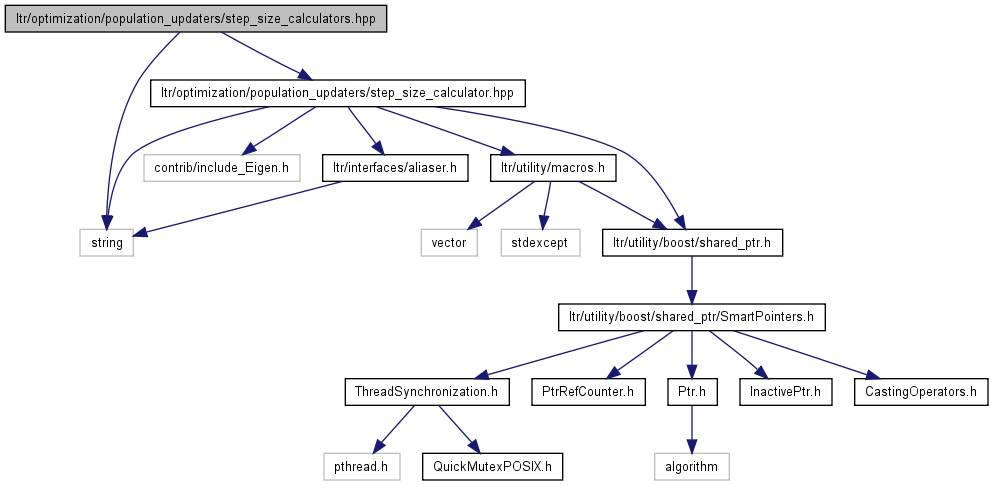 ltr/optimization/population_updaters/step_size_calculators.hpp
ltr/optimization/population_updaters/step_size_calculator.hpp
contrib/include_Eigen.h
ltr/interfaces/aliaser.h
ltr/utility/macros.h
string
vector
stdexcept
ltr/utility/boost/shared_ptr.h
ltr/utility/boost/shared_ptr/SmartPointers.h
ThreadSynchronization.h
PtrRefCounter.h
Ptr.h
InactivePtr.h
CastingOperators.h
pthread.h
QuickMutexPOSIX.h
algorithm